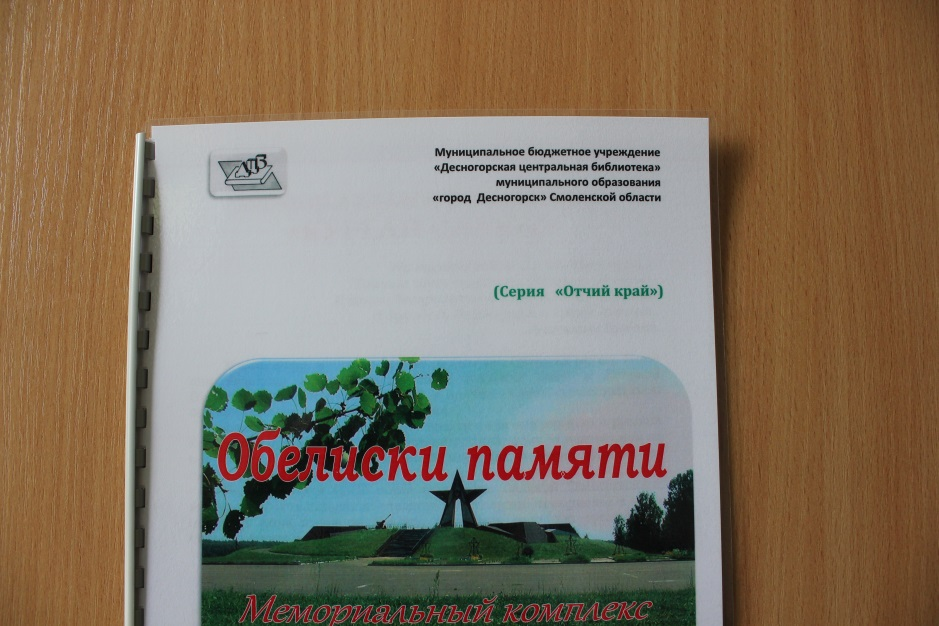 Муниципальное бюджетное учреждение
«Десногорская центральная библиотека»
муниципального образования
«город Десногорск» Смоленской области
(Серия «Отчий край»)
Обелиски памяти
Мемориальный комплекс